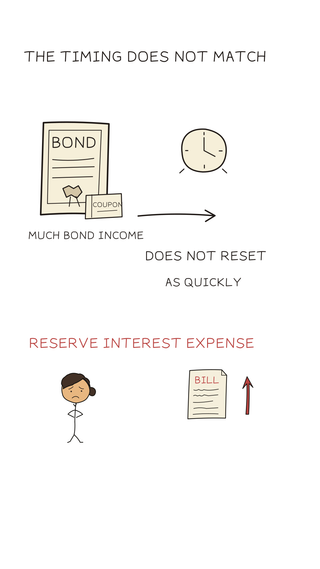 THE TIMING DOES NOT MATCH
BOND
COUPON
MUCH BOND INCOME
DOES NOT RESET
AS QUICKLY
RESERVE INTEREST EXPENSE
BILL